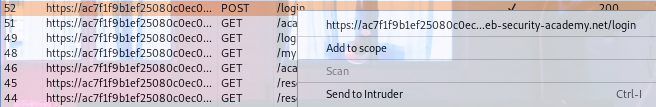 52 https://ac7f1f9b1ef25080c0ec0... POST /login ✓ 200
51 GET /aca
https://ac7f1f9b1ef25080c0ec0...
https://ac7f1f9b1ef25080c0ec...eb-security-academy.net/login
49 https://ac7f1f9b1ef25080c0ec0... GET /log
Add to scope
48 https://ac7f1f9b1ef25080c0ec0... GET /my
46 https://ac7f1f9b1ef25080c0ec0... GET /aca
Scan
45 https://ac7f1f9b1ef25080c0ec0... GET /res
44 https://ac7f1f9b1ef25080c0ec0... GET /res
Send to Intruder Ctrl-I